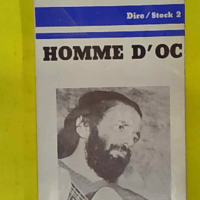 Dire/Stock 2
HOMME D'OC